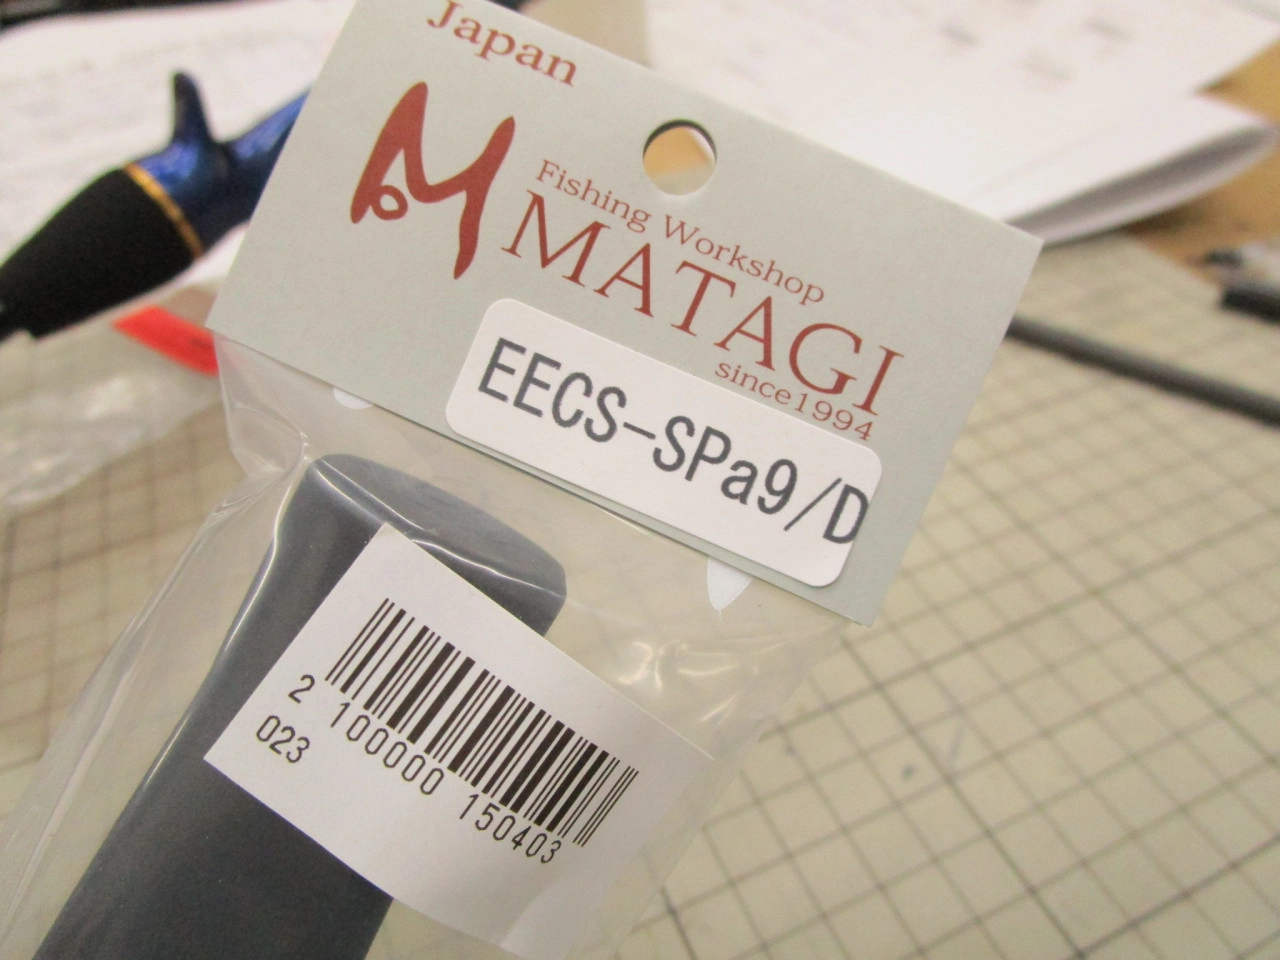 Japan
Fishing Workshop
MATAGI
since1994
EECS-SPa9/D
2 100000 150403
023